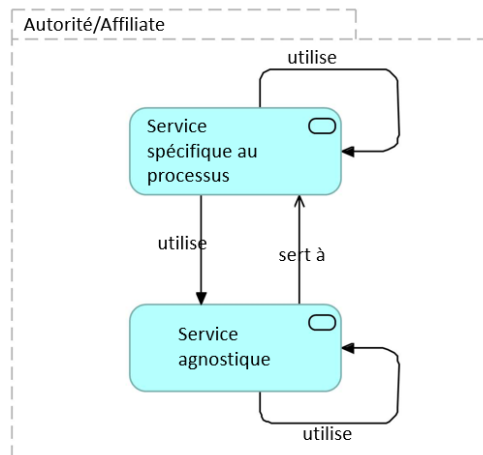 Autorité/Affiliate
utilise
Service
spécifique au
processus
utilise
sert à
Service
agnostique
utilise